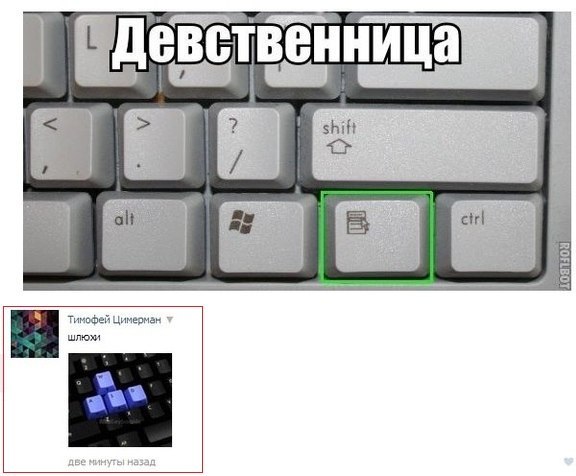 Девственница
L
< ,
> .
? /
shift
alt
ctrl
ROFLBOT
Тимофей Цимерман
шлюхи
W
A S D
две минуты назад